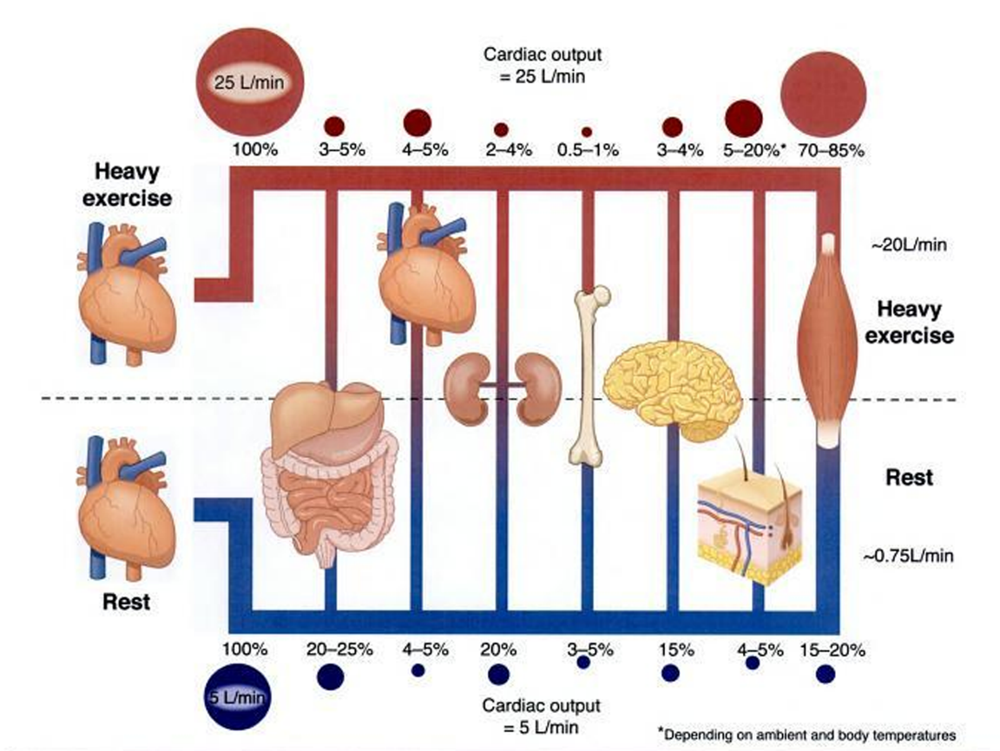 Cardiac output
= 25 L/min
25 L/min
100%
3–5%
4–5%
2–4%
0.5–1%
3–4%
5–20%*
70–85%
Heavy
exercise
~20L/min
Heavy
exercise
Rest
~0.75L/min
Rest
100%
20–25%
4–5%
20%
3–5%
15%
4–5%
15–20%
5 L/min
Cardiac output
= 5 L/min
*Depending on ambient and body temperatures